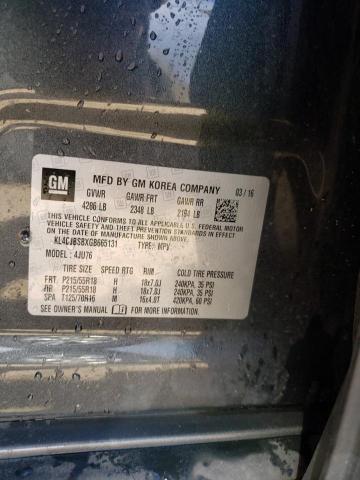 GM
MFD BY GM KOREA COMPANY 03/16
GVWR GAWR FRT GAWR RR
4286 LB 2348 LB 2194 LB
THIS VEHICLE CONFORMS TO ALL APPLICABLE U.S. FEDERAL MOTOR
VEHICLE SAFETY, BUMPER, AND THEFT PREVENTION STANDARDS IN
EFFECT ON THE DATE OF MANUFACTURE SHOWN ABOVE.
KL4CJBSBXGB665131 TYPE: MPV
MODEL: 4JU76
TIRE SIZE SPEED RTG RIM COLD TIRE PRESSURE
FRT. P215/55R18 H 18x7.0J 240KPA, 35 PSI
RR P215/55R18 H 18x7.0J 240KPA, 35 PSI
SPA T125/70R16 M 16x4.0T 420KPA, 60 PSI
SEE OWNER'S MANUAL FOR MORE INFORMATION.